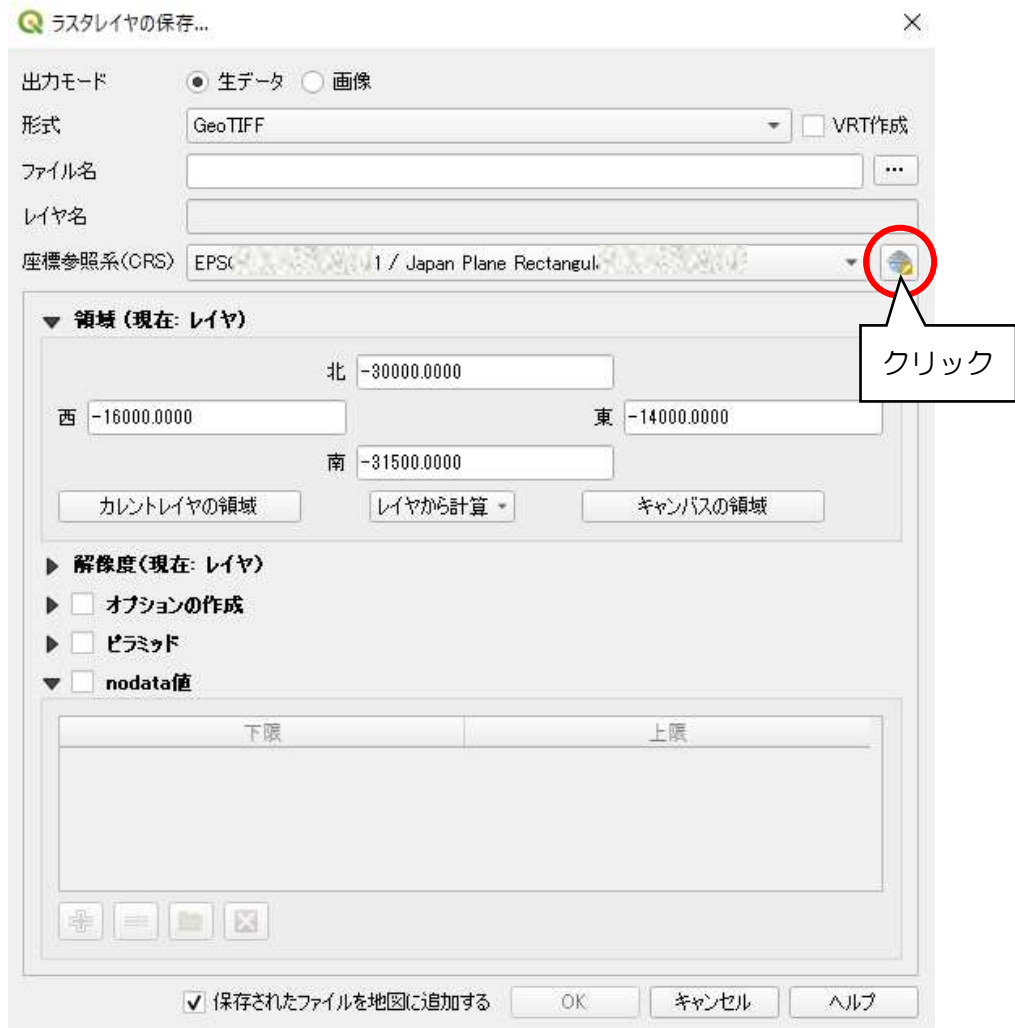 ラスタレイヤの保存...
出力モード 生データ 画像
形式 GeoTIFF VRT作成
ファイル名 ...
レイヤ名
座標参照系(CRS) EPS 1 / Japan Plane Rectangul
クリック
領域 (現在: レイヤ)
北 -30000.0000
西 -16000.0000 東 -14000.0000
南 -31500.0000
カレントレイヤの領域 レイヤから計算 キャンバスの領域
解像度(現在: レイヤ)
オプションの作成
ピラミッド
nodata値
下限 上限
保存されたファイルを地図に追加する OK キャンセル ヘルプ